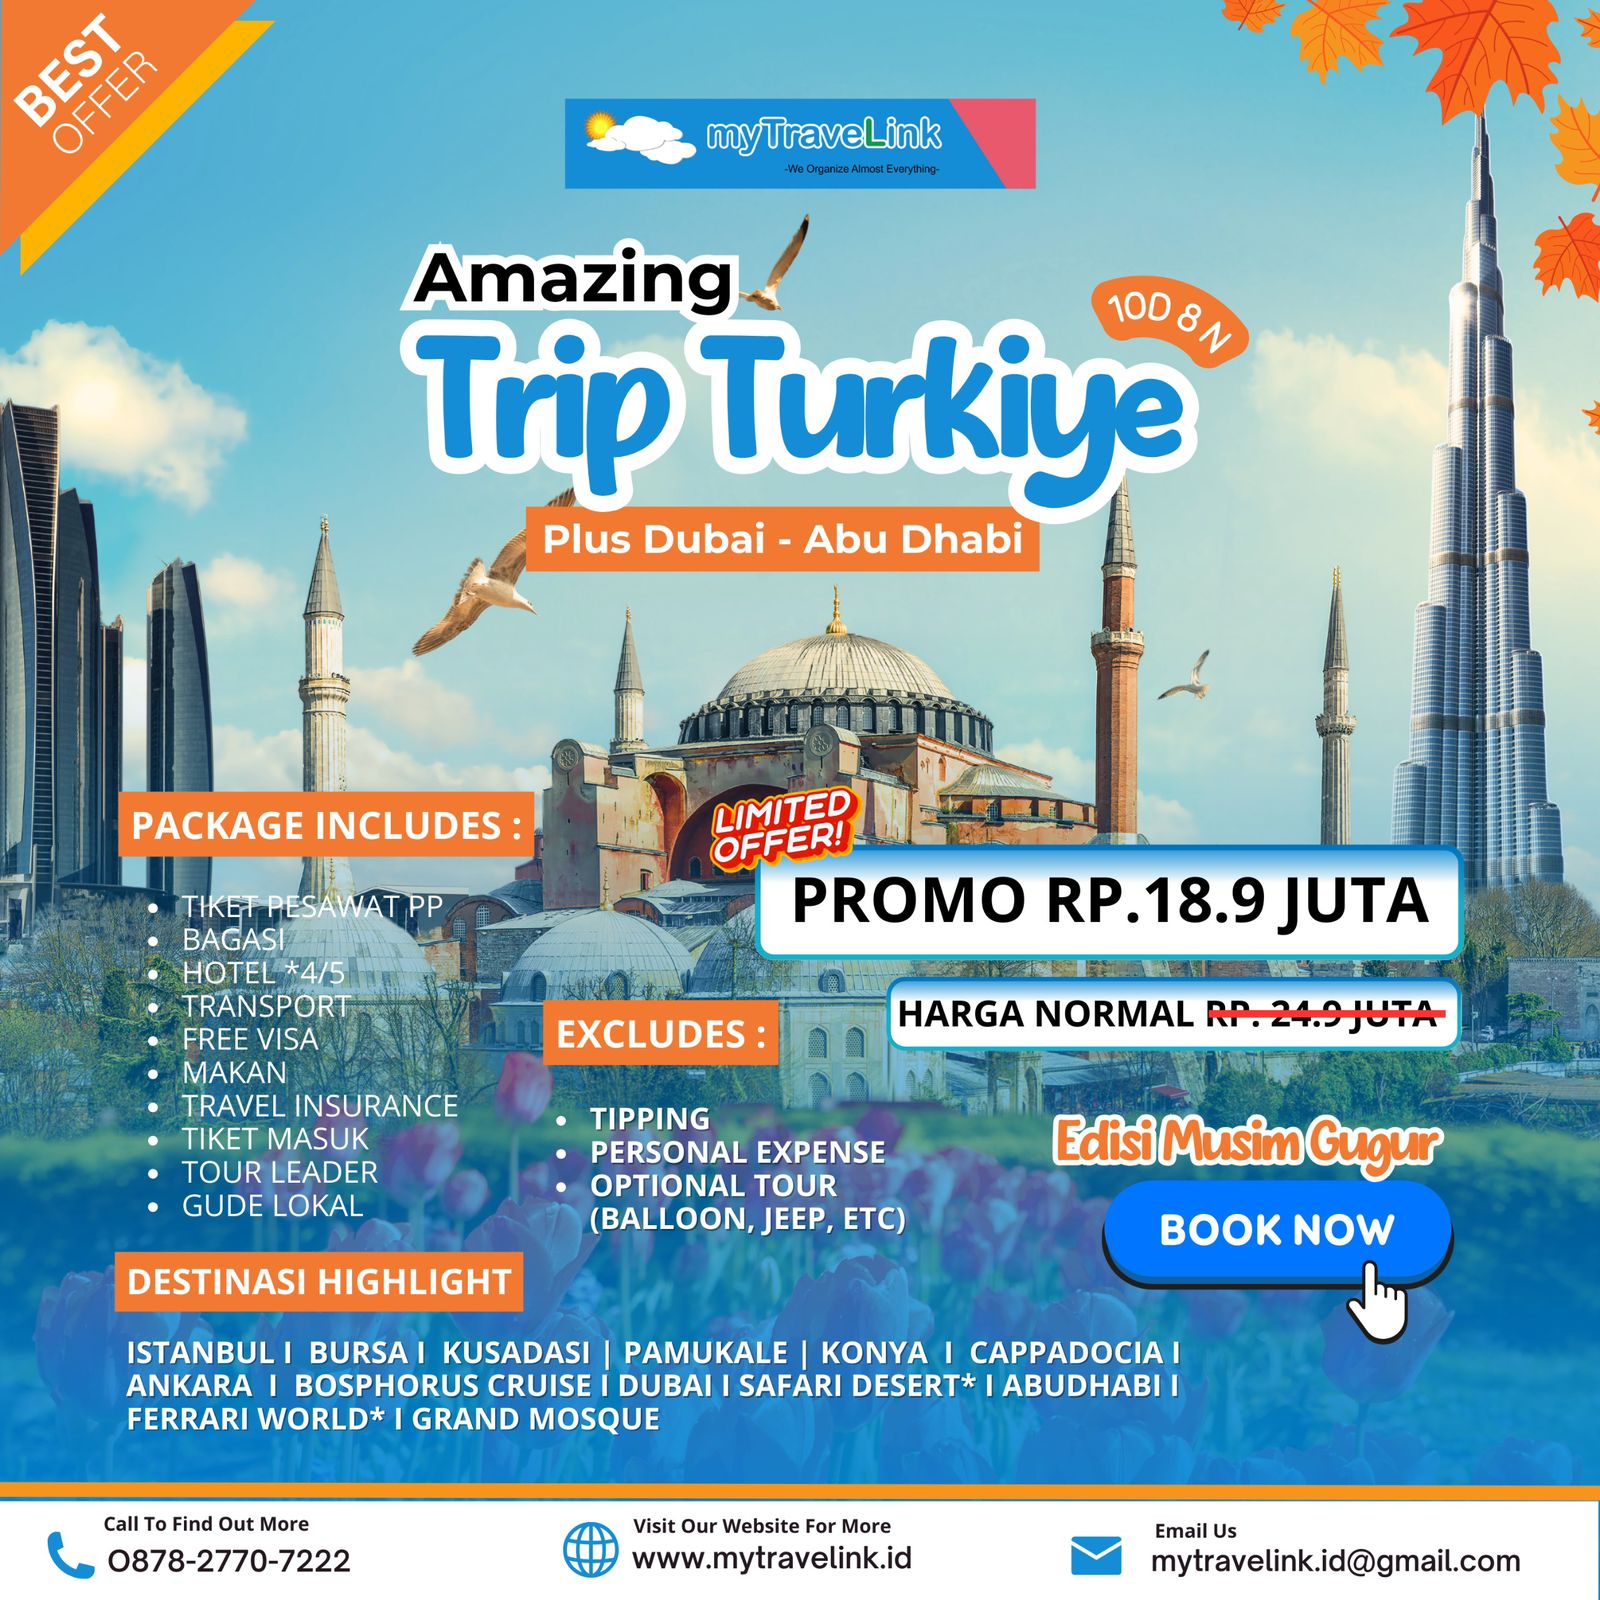 BEST
OFFER
myTraveLink
-We Organize Almost Everything-
Amazing
10D 8 N
Trip Turkiye
Plus Dubai - Abu Dhabi
PACKAGE INCLUDES :
• TIKET PESAWAT PP
• BAGASI
• HOTEL *4/5
• TRANSPORT
• FREE VISA
• MAKAN
• TRAVEL INSURANCE
• TIKET MASUK
• TOUR LEADER
• GUDE LOKAL
LIMITED
OFFER!
PROMO RP.18.9 JUTA
HARGA NORMAL RP. 24.9 JUTA
EXCLUDES :
• TIPPING
• PERSONAL EXPENSE
• OPTIONAL TOUR
(BALLOON, JEEP, ETC)
Edisi Musim Gugur
BOOK NOW
DESTINASI HIGHLIGHT
ISTANBUL I BURSA I KUSADASI | PAMUKALE | KONYA I CAPPADOCIA I
ANKARA I BOSPHORUS CRUISE I DUBAI I SAFARI DESERT* I ABUDHABI I
FERRARI WORLD* I GRAND MOSQUE
Call To Find Out More
0878-2770-7222
Visit Our Website For More
www.mytravelink.id
Email Us
mytravelink.id@gmail.com